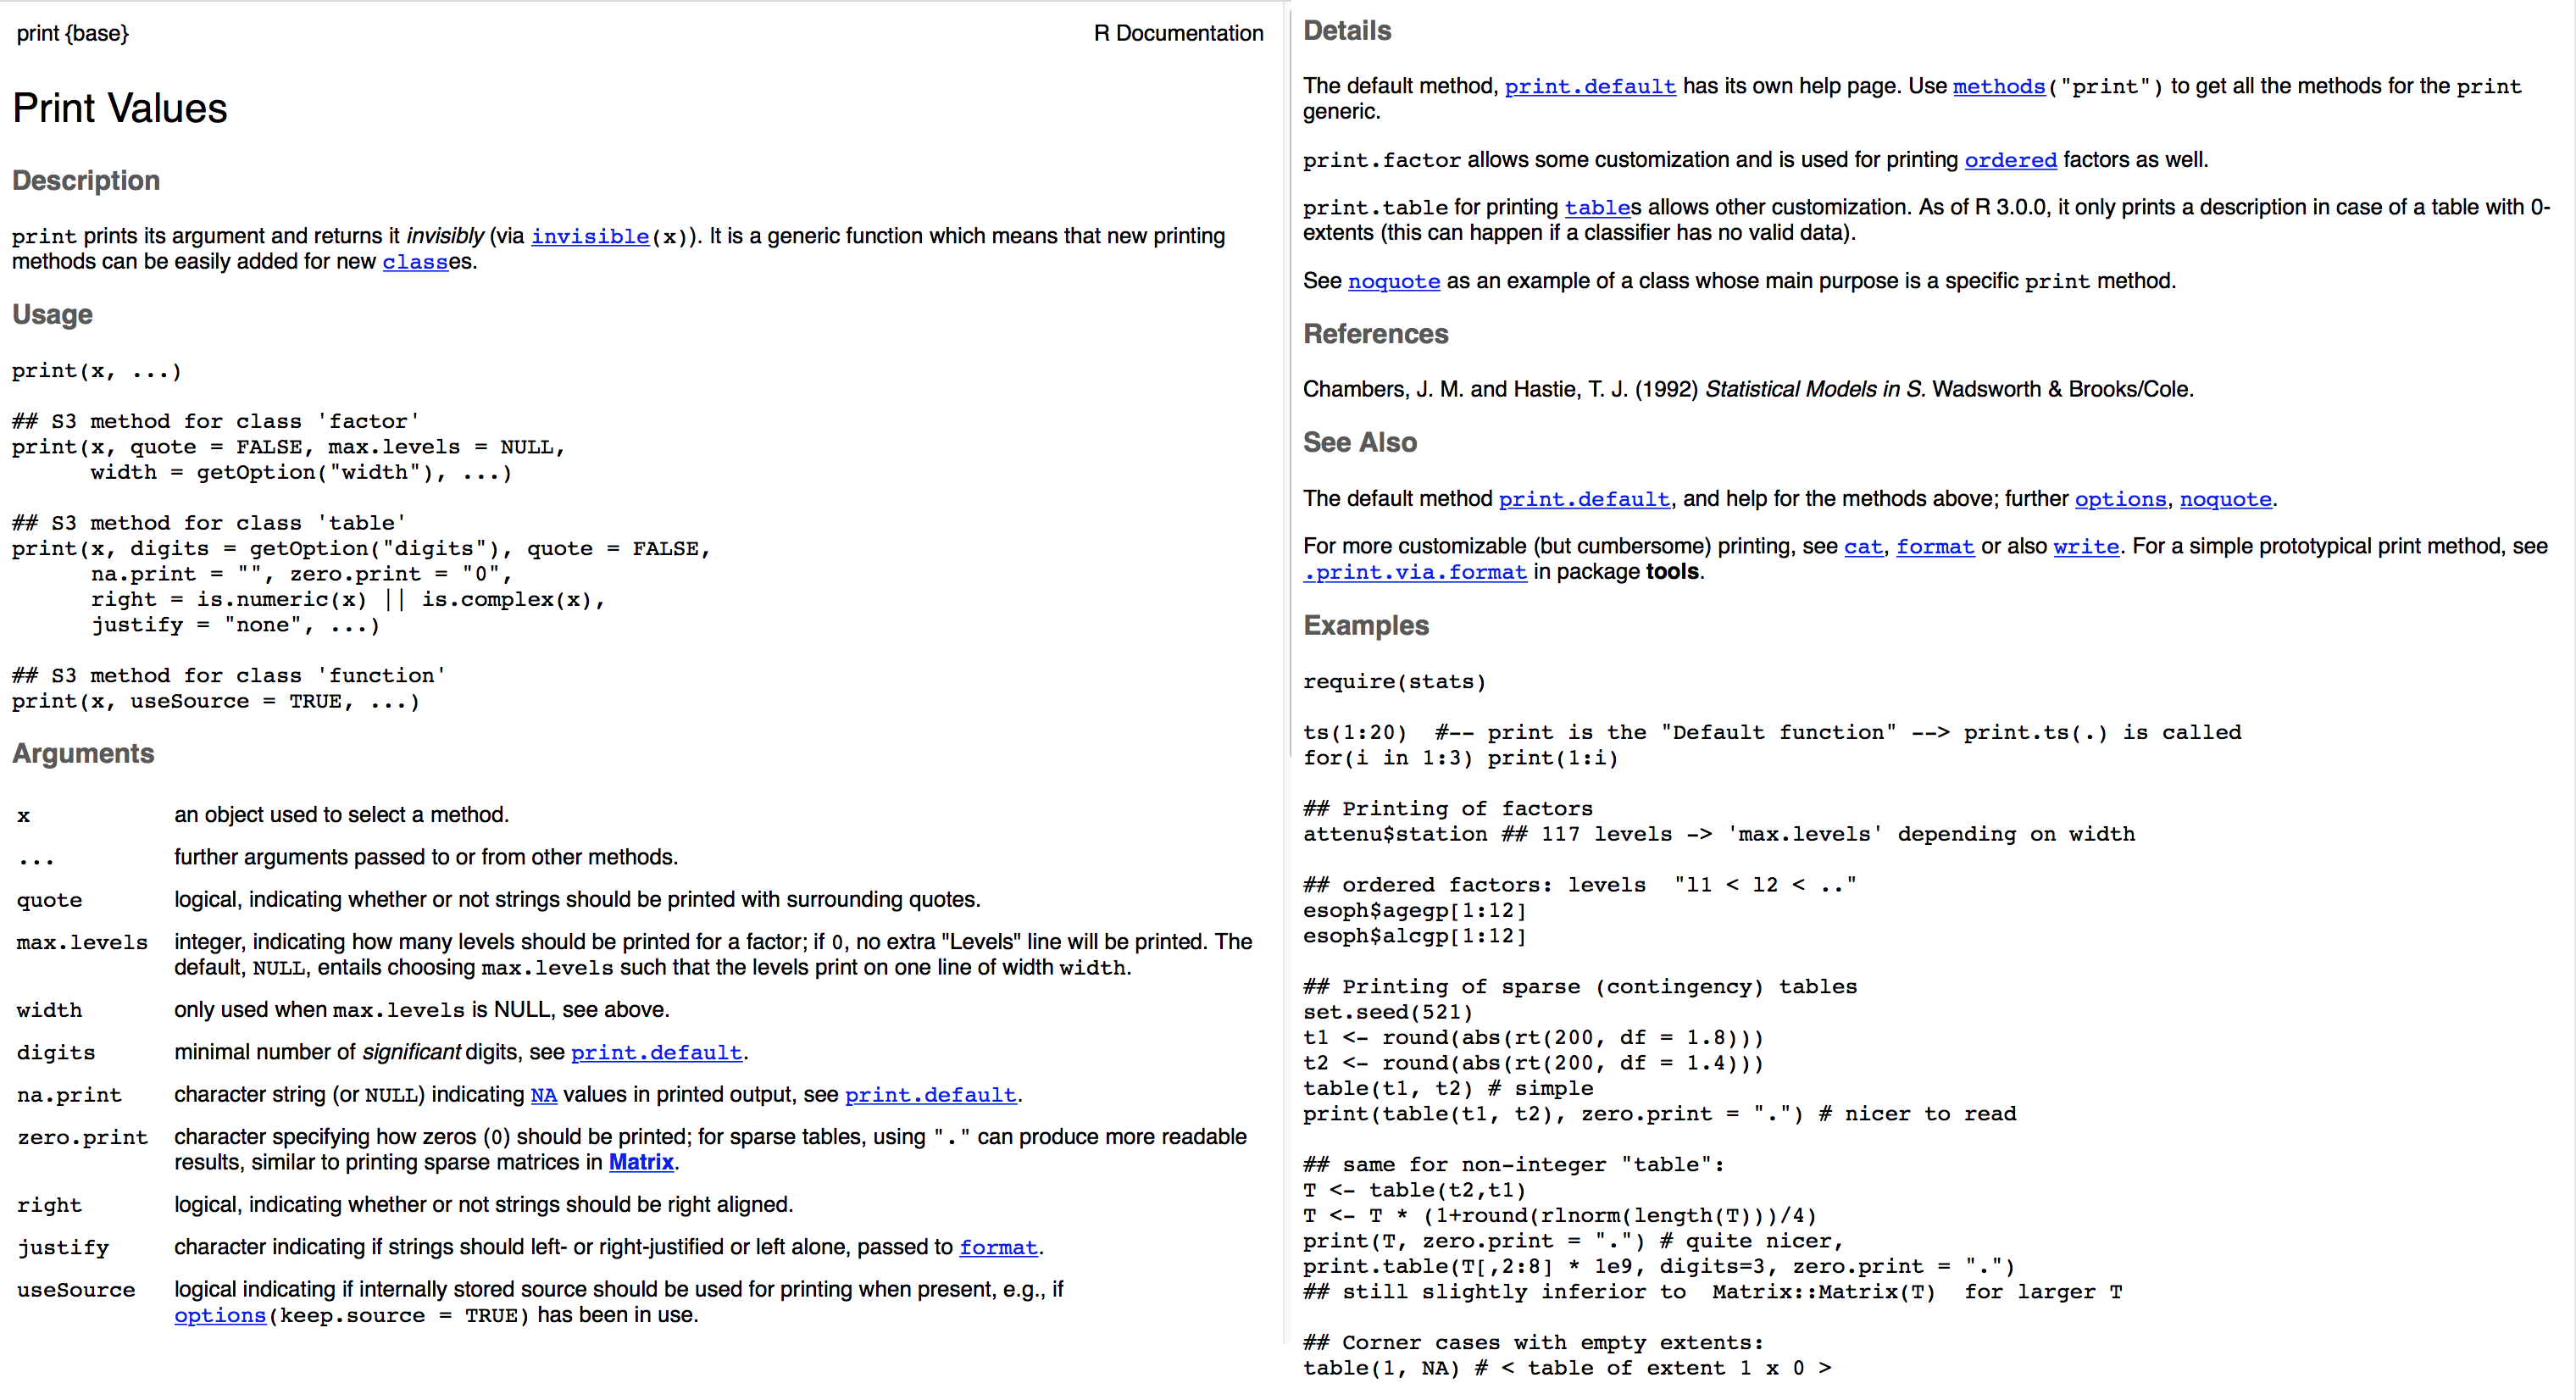 print {base}
R Documentation
Print Values
Description
print prints its argument and returns it invisibly (via invisible(x)). It is a generic function which means that new printing
methods can be easily added for new classes.
Usage
print(x, ...)
## S3 method for class 'factor'
print(x, quote = FALSE, max.levels = NULL,
      width = getOption("width"), ...)
## S3 method for class 'table'
print(x, digits = getOption("digits"), quote = FALSE,
      na.print = "", zero.print = "0",
      right = is.numeric(x) || is.complex(x),
      justify = "none", ...)
## S3 method for class 'function'
print(x, useSource = TRUE, ...)
Arguments
x an object used to select a method.
... further arguments passed to or from other methods.
quote logical, indicating whether or not strings should be printed with surrounding quotes.
max.levels integer, indicating how many levels should be printed for a factor; if 0, no extra "Levels" line will be printed. The
default, NULL, entails choosing max.levels such that the levels print on one line of width width.
width only used when max.levels is NULL, see above.
digits minimal number of significant digits, see print.default.
na.print character string (or NULL) indicating NA values in printed output, see print.default.
zero.print character specifying how zeros (0) should be printed; for sparse tables, using "." can produce more readable
results, similar to printing sparse matrices in Matrix.
right logical, indicating whether or not strings should be right aligned.
justify character indicating if strings should left- or right-justified or left alone, passed to format.
useSource logical indicating if internally stored source should be used for printing when present, e.g., if
options(keep.source = TRUE) has been in use.
Details
The default method, print.default has its own help page. Use methods("print") to get all the methods for the print
generic.
print.factor allows some customization and is used for printing ordered factors as well.
print.table for printing tables allows other customization. As of R 3.0.0, it only prints a description in case of a table with 0-
extents (this can happen if a classifier has no valid data).
See noquote as an example of a class whose main purpose is a specific print method.
References
Chambers, J. M. and Hastie, T. J. (1992) Statistical Models in S. Wadsworth & Brooks/Cole.
See Also
The default method print.default, and help for the methods above; further options, noquote.
For more customizable (but cumbersome) printing, see cat, format or also write. For a simple prototypical print method, see
.print.via.format in package tools.
Examples
require(stats)
ts(1:20)  #-- print is the "Default function" --> print.ts(.) is called
for(i in 1:3) print(1:i)
## Printing of factors
attenu$station ## 117 levels -> 'max.levels' depending on width
## ordered factors: levels  "l1 < l2 < .."
esoph$agegp[1:12]
esoph$alcgp[1:12]
## Printing of sparse (contingency) tables
set.seed(521)
t1 <- round(abs(rt(200, df = 1.8)))
t2 <- round(abs(rt(200, df = 1.4)))
table(t1, t2) # simple
print(table(t1, t2), zero.print = ".") # nicer to read
## same for non-integer "table":
T <- table(t2,t1)
T <- T * (1+round(rlnorm(length(T)))/4)
print(T, zero.print = ".") # quite nicer,
print.table(T[,2:8] * 1e9, digits=3, zero.print = ".")
## still slightly inferior to  Matrix::Matrix(T)  for larger T
## Corner cases with empty extents:
table(1, NA) # < table of extent 1 x 0 >